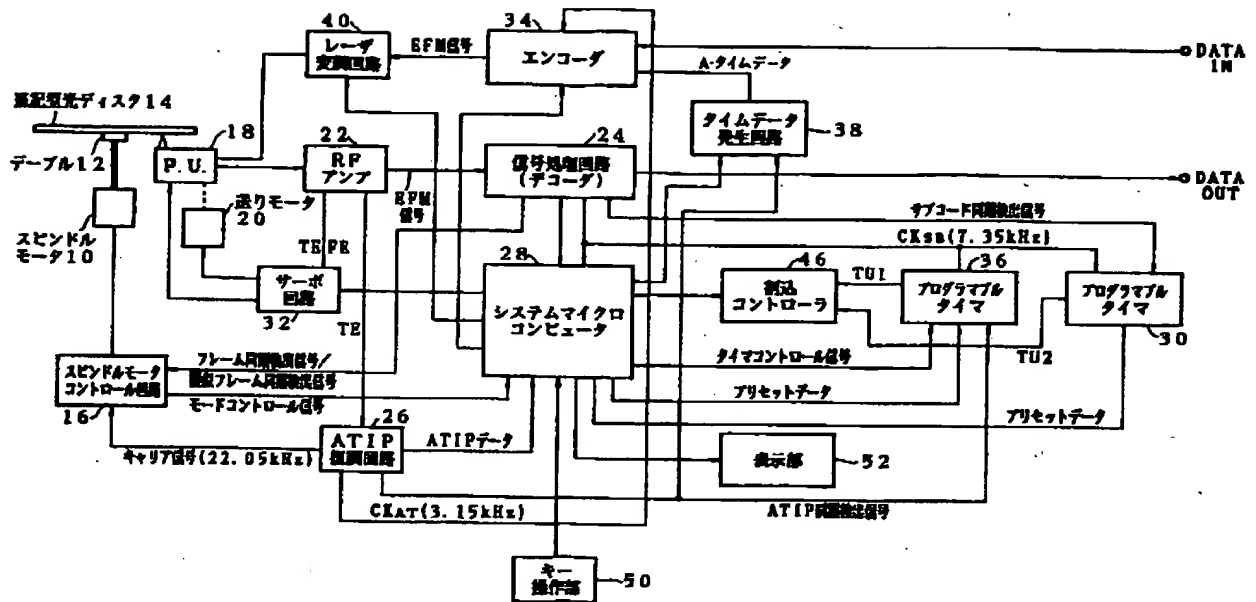 40
レーザ
変調回路
EFM信号
34
エンコーダ
DATA
IN
A-タイムデータ
タイムデータ
発生回路
38
追記型光ディスク14
テーブル12
18
P.U.
22
RF
アンプ
EFM
信号
24
信号処理回路
(デコーダ)
DATA
OUT
サブコード同期検出信号
CKSB(7.35kHz)
送りモータ
20
スピンドル
モータ10
TE
FE
サーボ
回路
32
TE
28
システムマイクロ
コンピュータ
46
割込
コントローラ
TU1
36
プログラマブル
タイマ
プログラマブル
タイマ
30
TU2
タイマコントロール信号
プリセットデータ
プリセットデータ
フレーム同期検出信号/
フレーム同期検出信号
モードコントロール信号
スピンドルモータ
コントロール回路
16
26
ATIP
復調回路
ATIPデータ
キャリア信号(22.05kHz)
CKAT(3.15kHz)
表示部
52
ATIP同期検出信号
キー
操作部
50